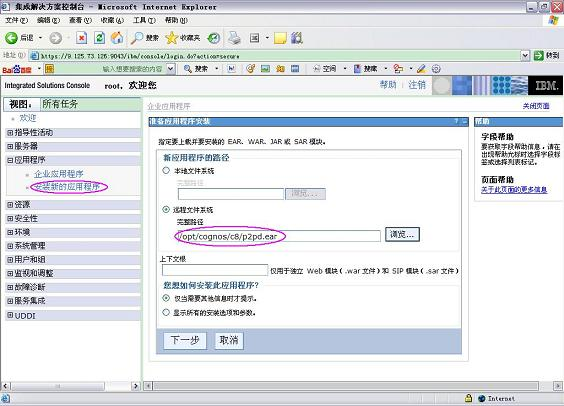 集成解决方案控制台 - Microsoft Internet Explorer
文件(F) 编辑(E) 查看(V) 收藏(A) 工具(T) 帮助(H)
后退 搜索 收藏夹
地址(D) https://9.125.73.126:9043/ibm/console/login.do?action=secure 转到
Bai 百度 输入想要搜索的内容 搜索 空间 搜藏
Integrated Solutions Console root，欢迎您 帮助 | 注销 IBM.
视图： 所有任务
欢迎
指导性活动
服务器
应用程序
企业应用程序
安装新的应用程序
资源
安全性
环境
系统管理
用户和组
监视和调整
故障诊断
服务集成
UDDI
企业应用程序 关闭页面
准备应用程序安装 ? –
指定要上载并要安装的 EAR、WAR、JAR 或 SAR 模块。
新应用程序的路径
本地文件系统
完整路径
浏览...
远程文件系统
完整路径
/opt/cognos/c8/p2pd.ear 浏览...
上下文根
仅用于独立 Web 模块（.war 文件）和 SIP 模块（.sar 文件）
您想如何安装此应用程序？
仅当需要其他信息时才提示。
显示所有的安装选项和参数。
下一步 取消
帮助
字段帮助
要获取字段帮助信息，请在出现帮助光标时选择字段标签或选择列表标记。
页面帮助
关于此页面的更多信息
Internet